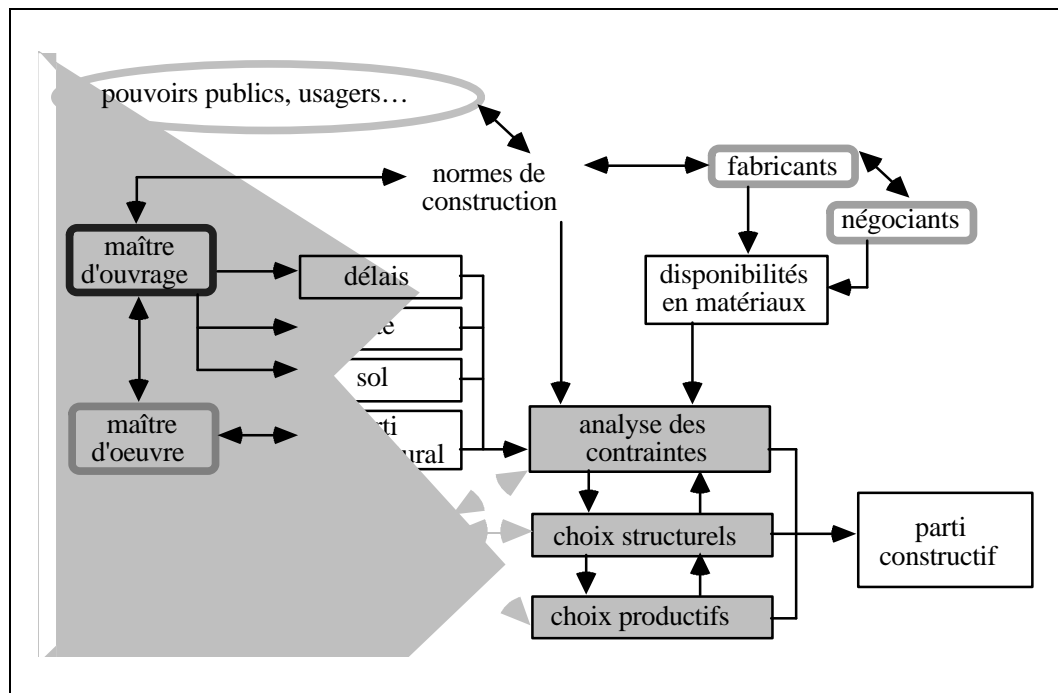 pouvoirs publics, usagers…
normes de
construction
fabricants
négociants
maître
d'ouvrage
délais
disponibilités
en matériaux
sol
maître
d'oeuvre
analyse des
contraintes
choix structurels
choix productifs
parti
constructif